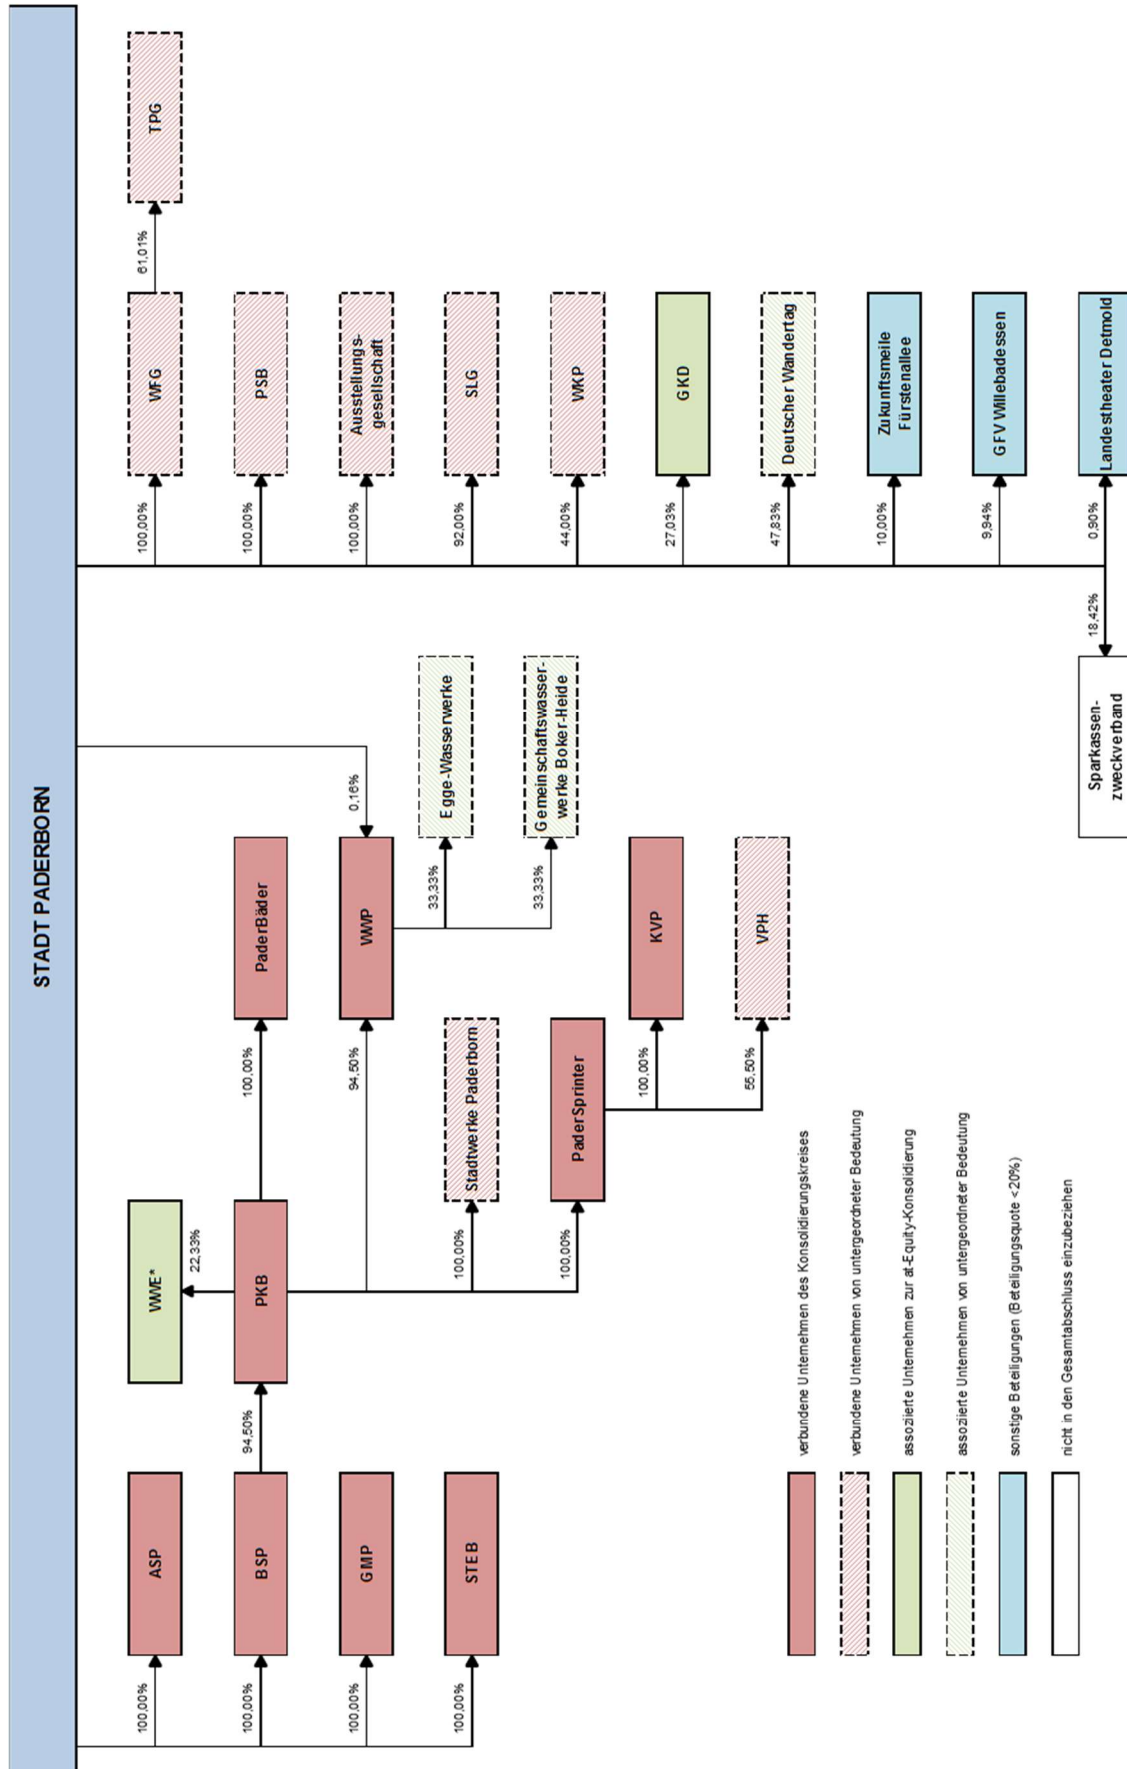 STADT PADERBORN
100,00%
ASP
100,00%
BSP
100,00%
GMP
100,00%
STEB
94,50%
WWE*
22,33%
PKB
100,00%
PaderBäder
94,50%
WWP
0,16%
33,33%
Egge-Wasserwerke
33,33%
Gemeinschaftswasser-
werke Boker-Heide
100,00%
Stadtwerke Paderborn
100,00%
PaderSprinter
100,00%
KVP
55,50%
VPH
100,00%
WFG
61,01%
TPG
100,00%
PSB
100,00%
Ausstellungs-
gesellschaft
92,00%
SLG
44,00%
WKP
27,03%
GKD
47,83%
Deutscher Wandertag
10,00%
Zukunftsmeile
Fürstenallee
9,94%
GFV Willebadessen
0,90%
Landestheater Detmold
18,42%
Sparkassen-
zweckverband
verbundene Unternehmen des Konsolidierungskreises
verbundene Unternehmen von untergeordneter Bedeutung
assoziierte Unternehmen zur at-Equity-Konsolidierung
assoziierte Unternehmen von untergeordneter Bedeutung
sonstige Beteiligungen (Beteiligungsquote <20%)
nicht in den Gesamtabschluss einzubeziehen